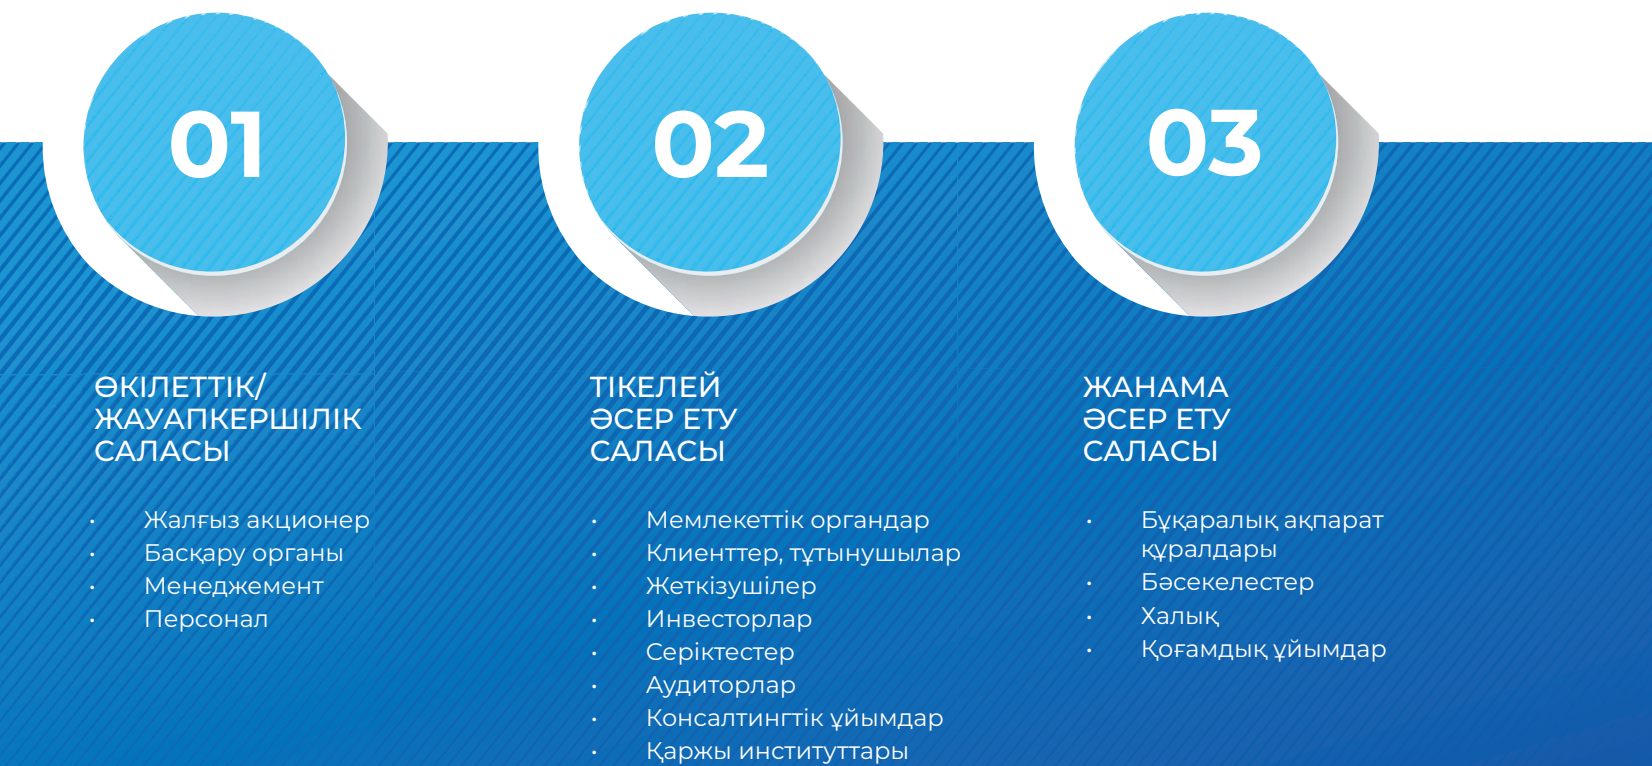 01
ӨКІЛЕТТІК/
ЖАУАПКЕРШІЛІК
САЛАСЫ
• Жалғыз акционер
• Басқару органы
• Менеджмент
• Персонал
02
ТІКЕЛЕЙ
ӘСЕР ЕТУ
САЛАСЫ
• Мемлекеттік органдар
• Клиенттер, тұтынушылар
• Жеткізушілер
• Инвесторлар
• Серіктестер
• Аудиторлар
• Консалтингтік ұйымдар
• Қаржы институттары
03
ЖАНАМА
ӘСЕР ЕТУ
САЛАСЫ
• Бұқаралық ақпарат
құралдары
• Бәсекелестер
• Халық
• Қоғамдық ұйымдар